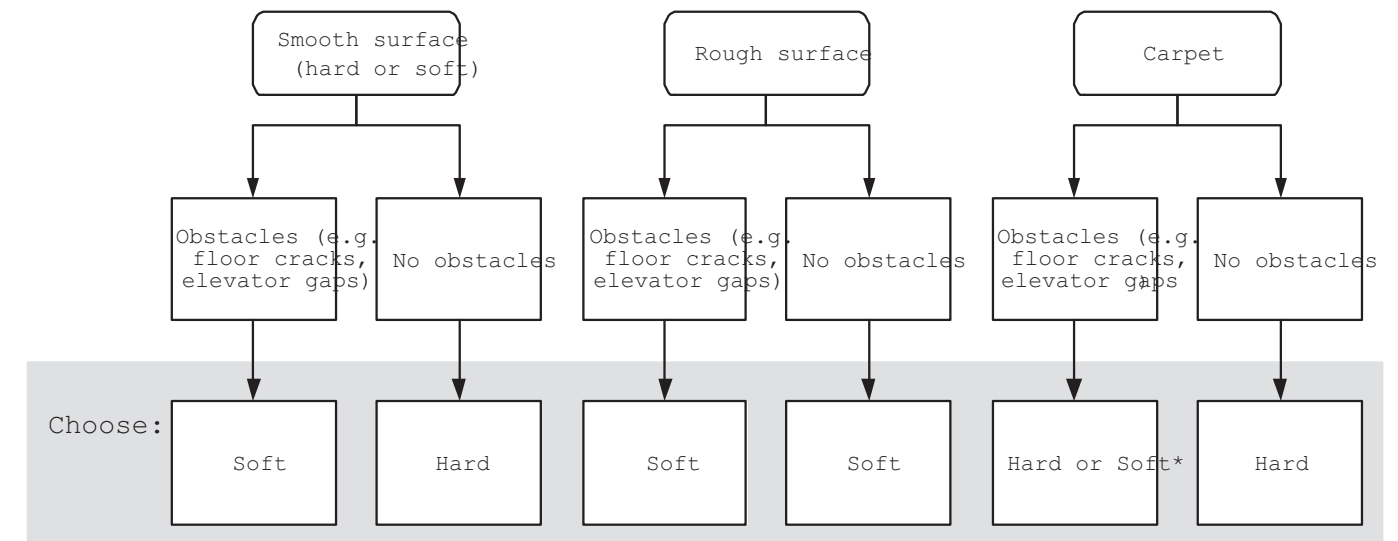 Smooth surface
(hard or soft)
Rough surface
Carpet
Obstacles (e.g.
floor cracks,
elevator gaps)
No obstacles
Obstacles (e.g.
floor cracks,
elevator gaps)
No obstacles
Obstacles (e.g.
floor cracks,
elevator gaps)
No obstacles
Choose:
Soft
Hard
Soft
Soft
Hard or Soft*
Hard